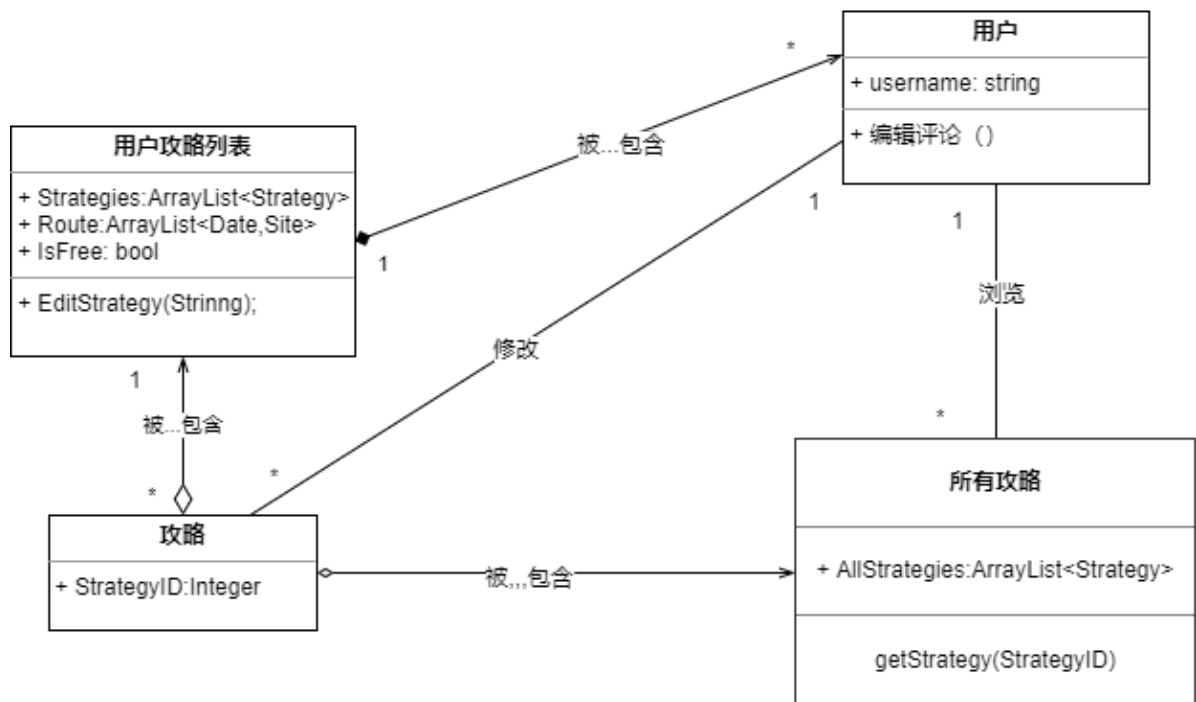 用户
+ username: string
+ 编辑评论（）
*
被...包含
用户攻略列表
+ Strategies:ArrayList<Strategy>
+ Route:ArrayList<Date,Site>
+ IsFree: bool
+ EditStrategy(Strinng);
1
1
1
浏览
修改
1
被...包含
*
*
*
攻略
+ StrategyID:Integer
被,,,包含
所有攻略
+ AllStrategies:ArrayList<Strategy>
getStrategy(StrategyID)